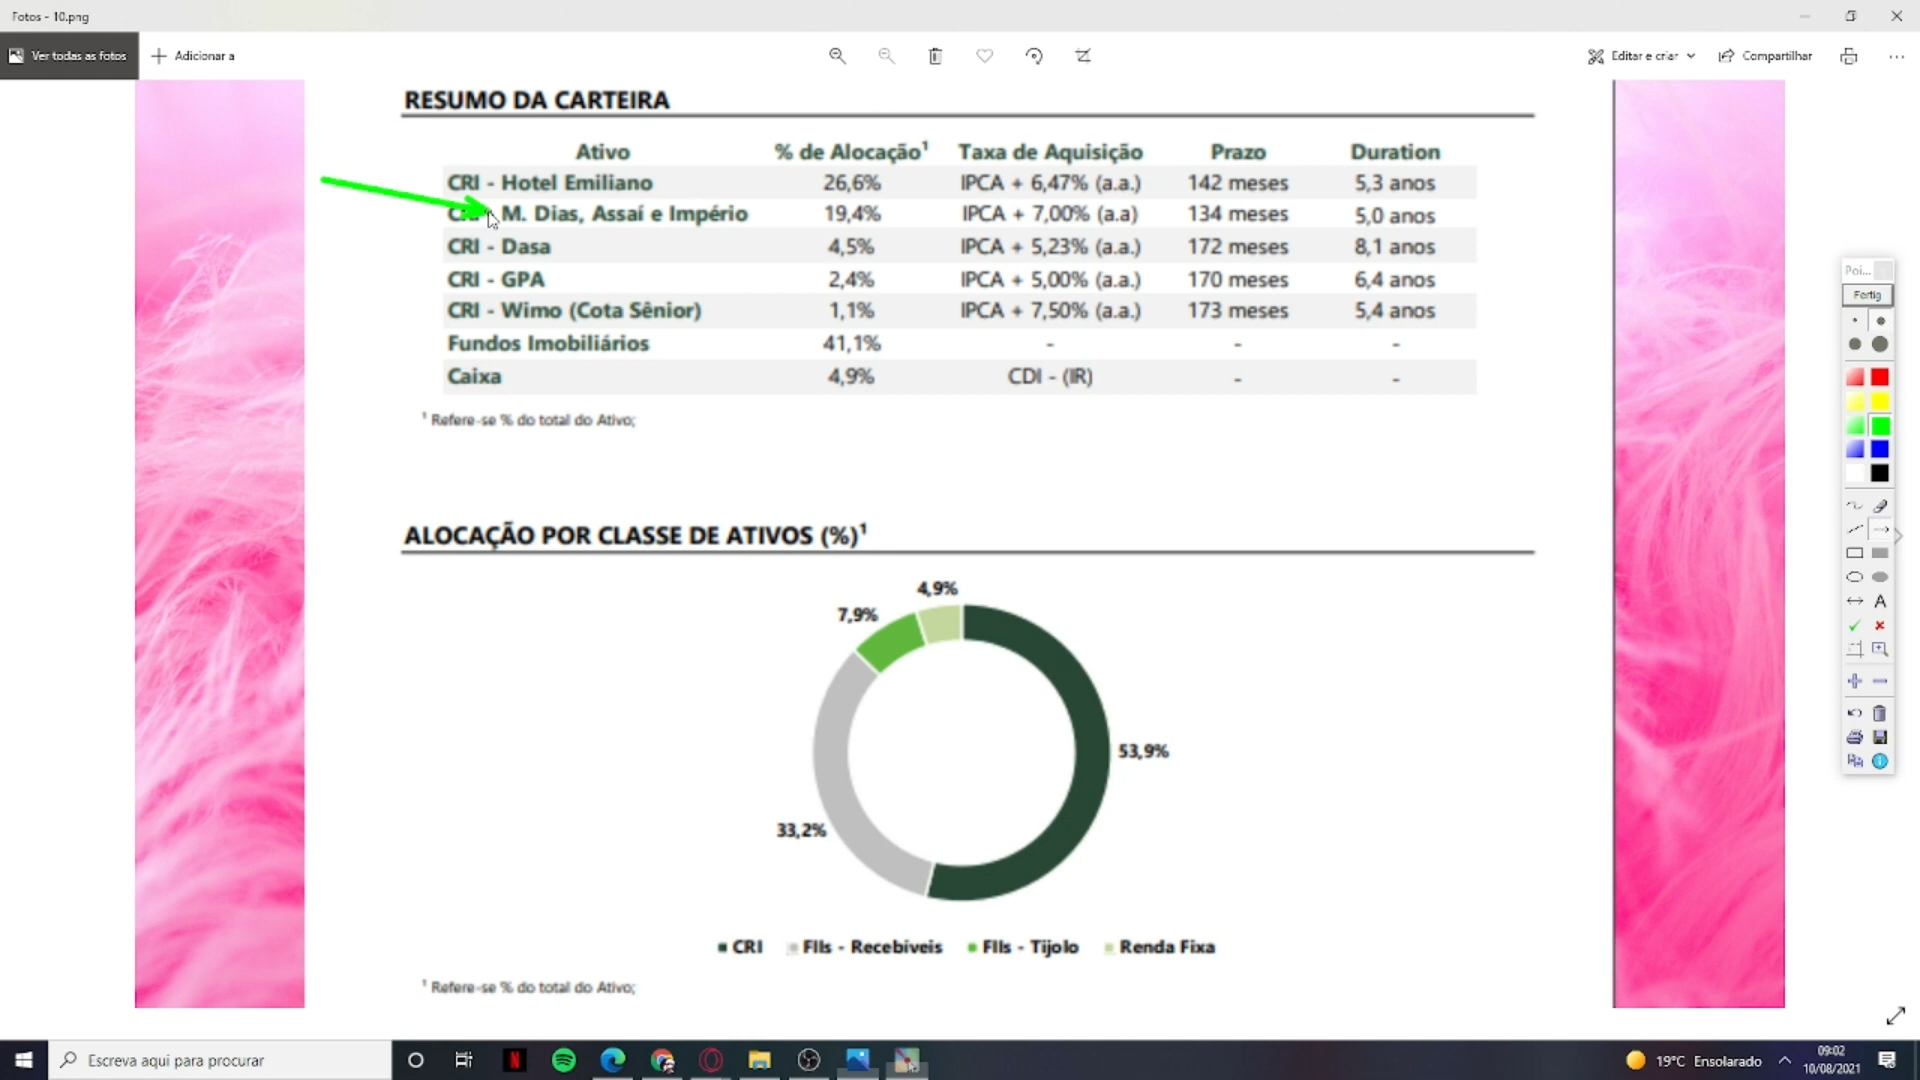 Fotos - 10.png
Ver todas as fotos
Adicionar a
Editar e criar
Compartilhar
RESUMO DA CARTEIRA
Ativo % de Alocação¹ Taxa de Aquisição Prazo Duration
CRI - Hotel Emiliano 26,6% IPCA + 6,47% (a.a.) 142 meses 5,3 anos
M. Dias, Assaí e Império 19,4% IPCA + 7,00% (a.a) 134 meses 5,0 anos
CRI - Dasa 4,5% IPCA + 5,23% (a.a.) 172 meses 8,1 anos
CRI - GPA 2,4% IPCA + 5,00% (a.a.) 170 meses 6,4 anos
CRI - Wimo (Cota Sênior) 1,1% IPCA + 7,50% (a.a.) 173 meses 5,4 anos
Fundos Imobiliários 41,1% - - -
Caixa 4,9% CDI - (IR) - -
¹ Refere-se % do total do Ativo;
Poi...
Fertig
ALOCAÇÃO POR CLASSE DE ATIVOS (%)¹
4,9%
7,9%
53,9%
33,2%
CRI FIIs - Recebíveis FIIs - Tijolo Renda Fixa
¹ Refere-se % do total do Ativo;
Escreva aqui para procurar
19°C Ensolarado
09:02
10/08/2021